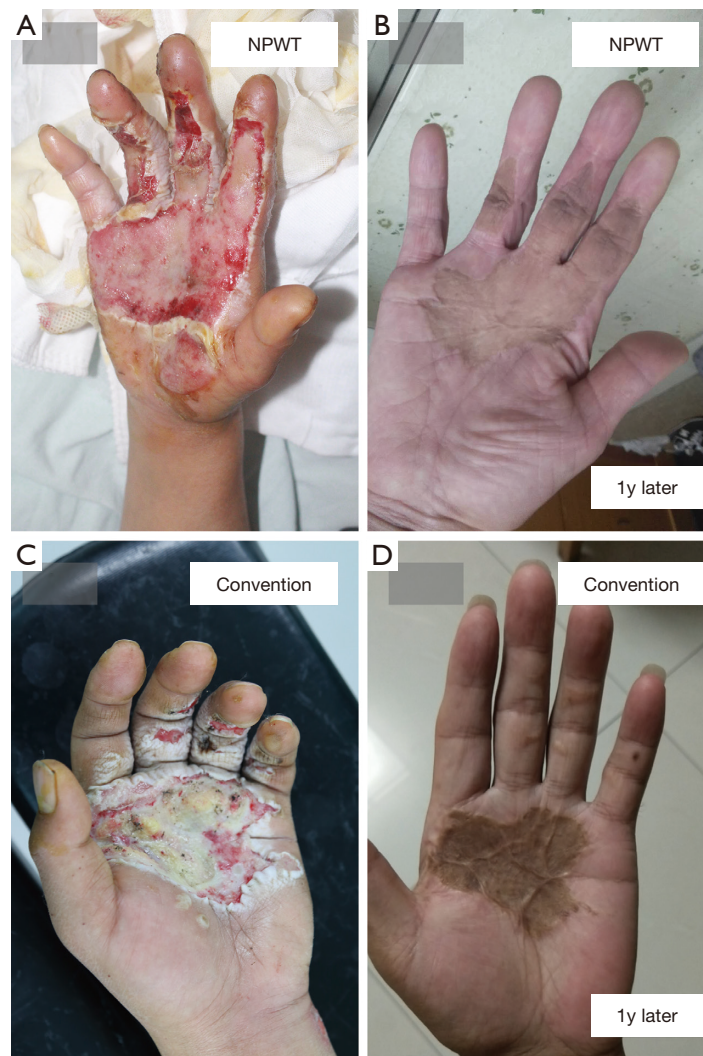 A
NPWT
B
NPWT
1y later
C
Convention
D
Convention
1y later